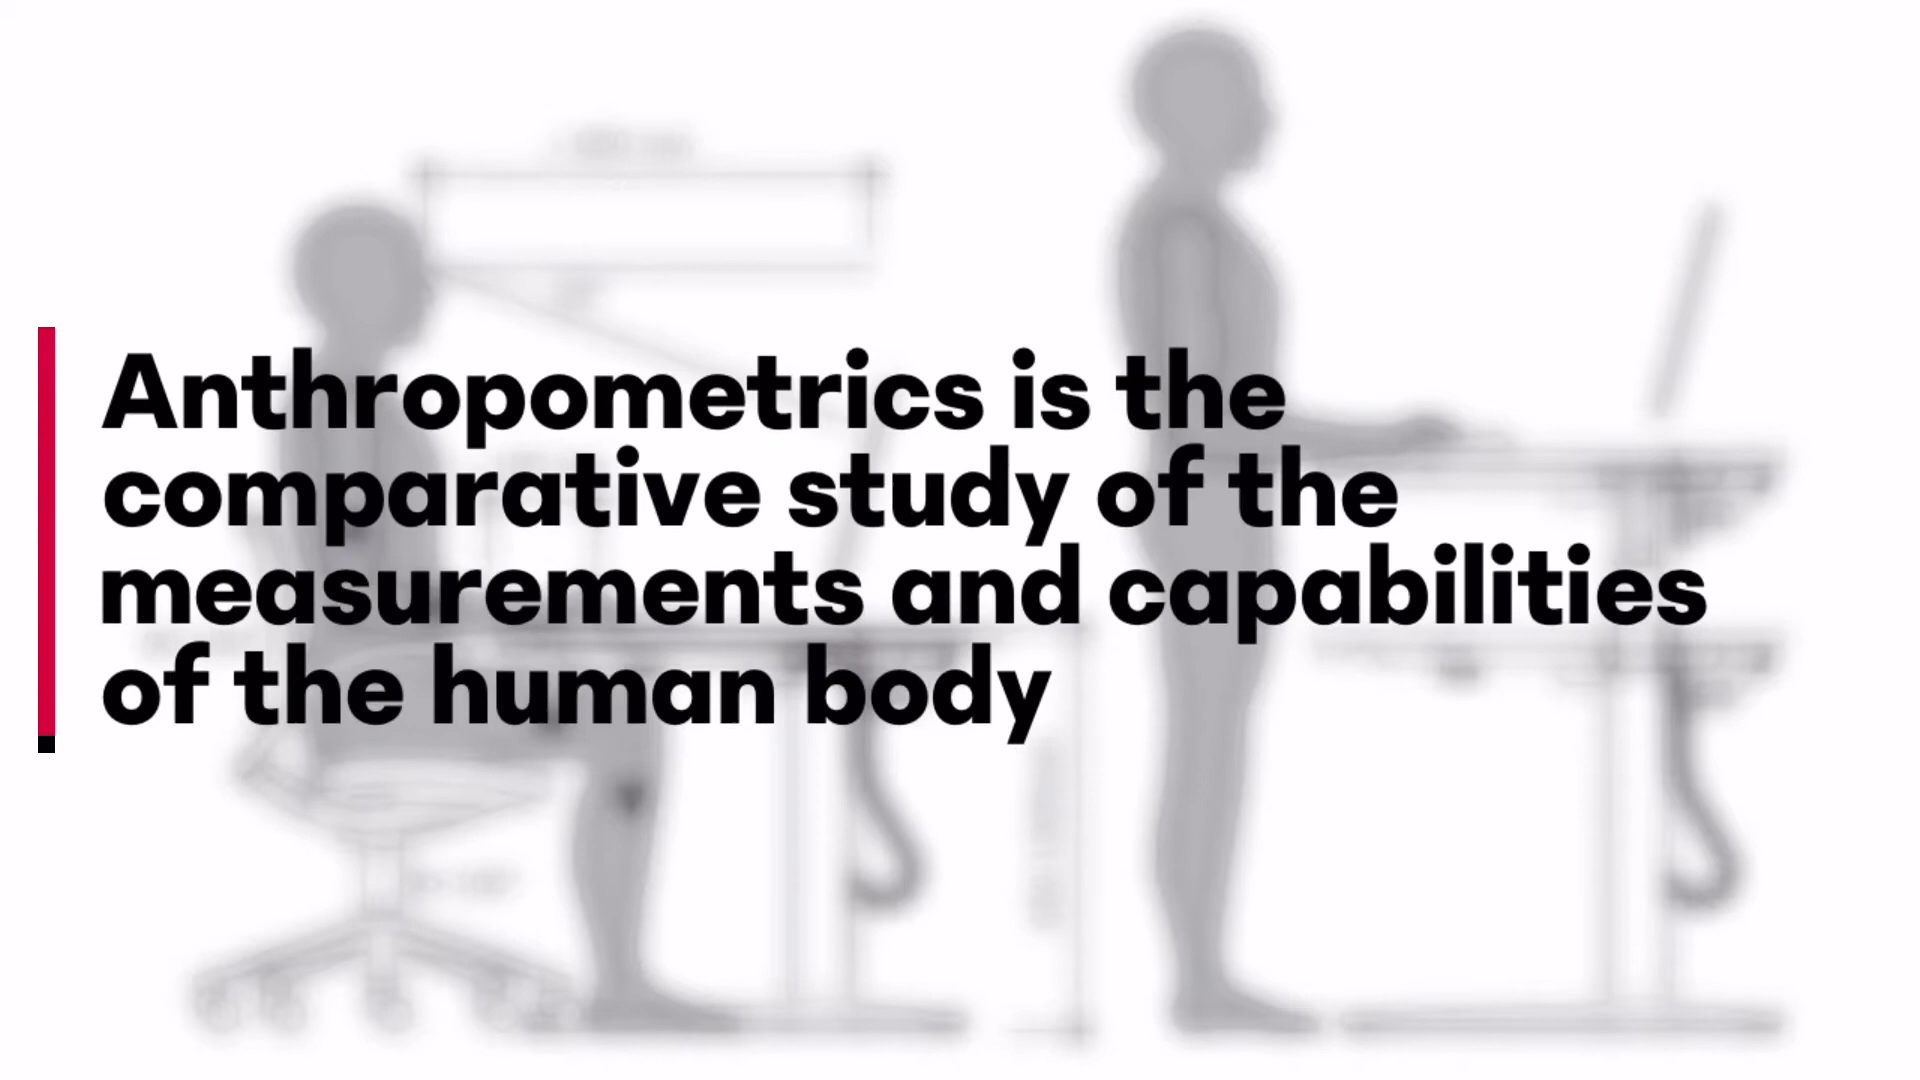 Anthropometrics is the
comparative study of the
measurements and capabilities
of the human body